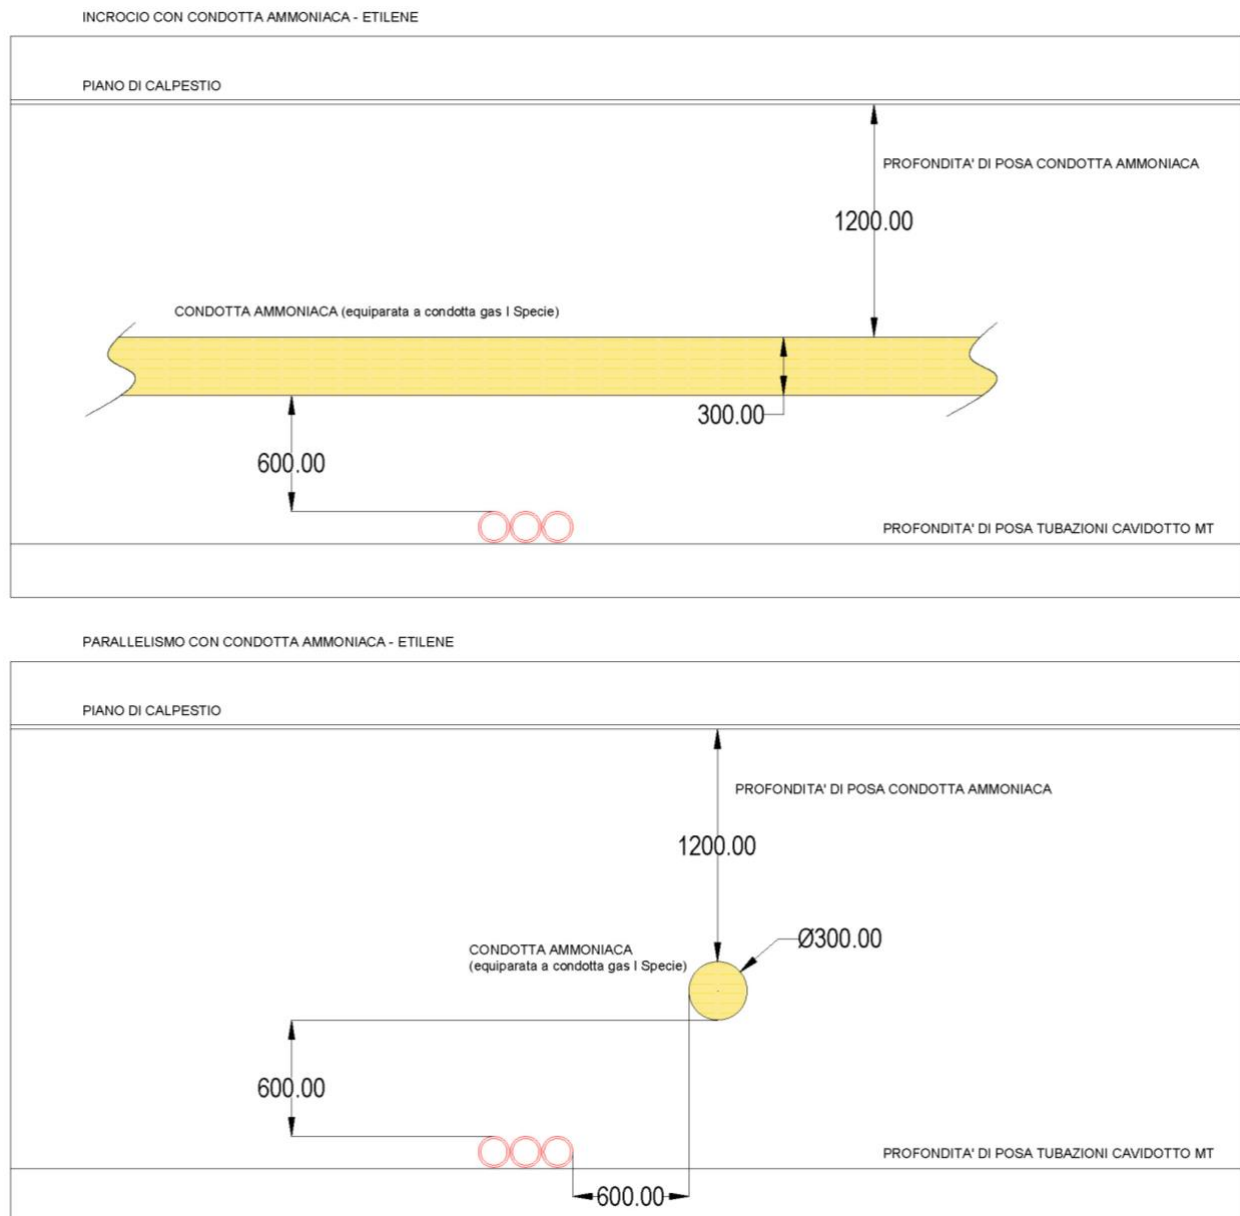 INCROCIO CON CONDOTTA AMMONIACA - ETILENE
PIANO DI CALPESTIO
PROFONDITA' DI POSA CONDOTTA AMMONIACA
1200.00
CONDOTTA AMMONIACA (equiparata a condotta gas I Specie)
300.00
600.00
PROFONDITA' DI POSA TUBAZIONI CAVIDOTTO MT
PARALLELISMO CON CONDOTTA AMMONIACA - ETILENE
PIANO DI CALPESTIO
PROFONDITA' DI POSA CONDOTTA AMMONIACA
1200.00
Ø300.00
CONDOTTA AMMONIACA
(equiparata a condotta gas I Specie)
600.00
PROFONDITA' DI POSA TUBAZIONI CAVIDOTTO MT
600.00